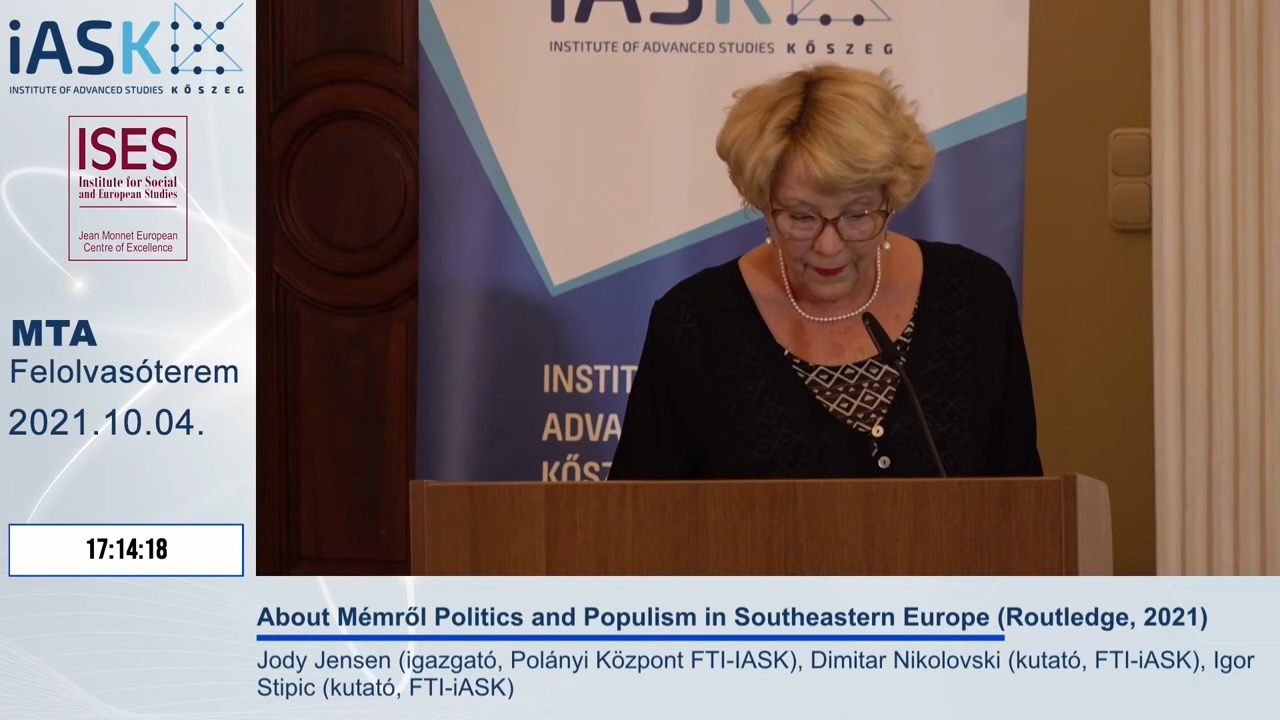 iASK
INSTITUTE OF ADVANCED STUDIES KŐSZEG
ISES
Institute for Social
and European Studies
Jean Monnet European
Centre of Excellence
MTA
Felolvasóterem
2021.10.04.
17:14:18
iASK
INSTITUTE OF ADVANCED STUDIES KŐSZEG
INSTIT
ADVA
KŐSZ
About Mémről Politics and Populism in Southeastern Europe (Routledge, 2021)
Jody Jensen (igazgató, Polányi Központ FTI-IASK), Dimitar Nikolovski (kutató, FTI-iASK), Igor
Stipic (kutató, FTI-iASK)